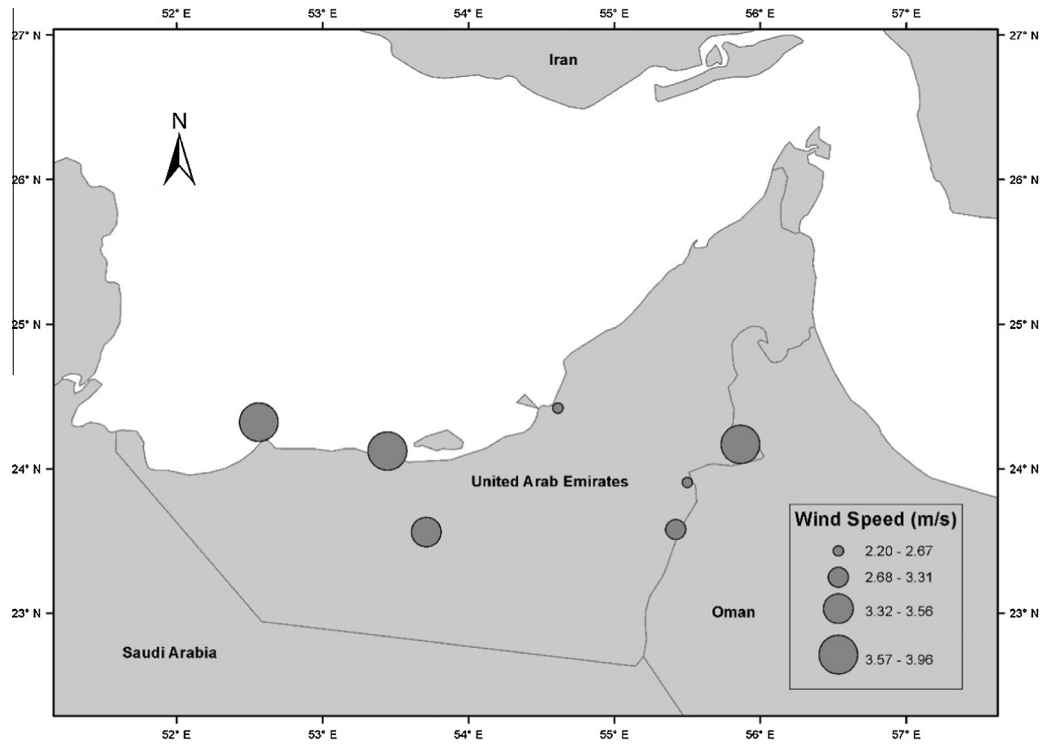 52° E 53° E 54° E 55° E 56° E 57° E
27° N 27° N
Iran
N
26° N 26° N
25° N 25° N
24° N 24° N
United Arab Emirates
Wind Speed (m/s)
2.20 - 2.67
2.68 - 3.31
3.32 - 3.56
3.57 - 3.96
23° N 23° N
Oman
Saudi Arabia
52° E 53° E 54° E 55° E 56° E 57° E